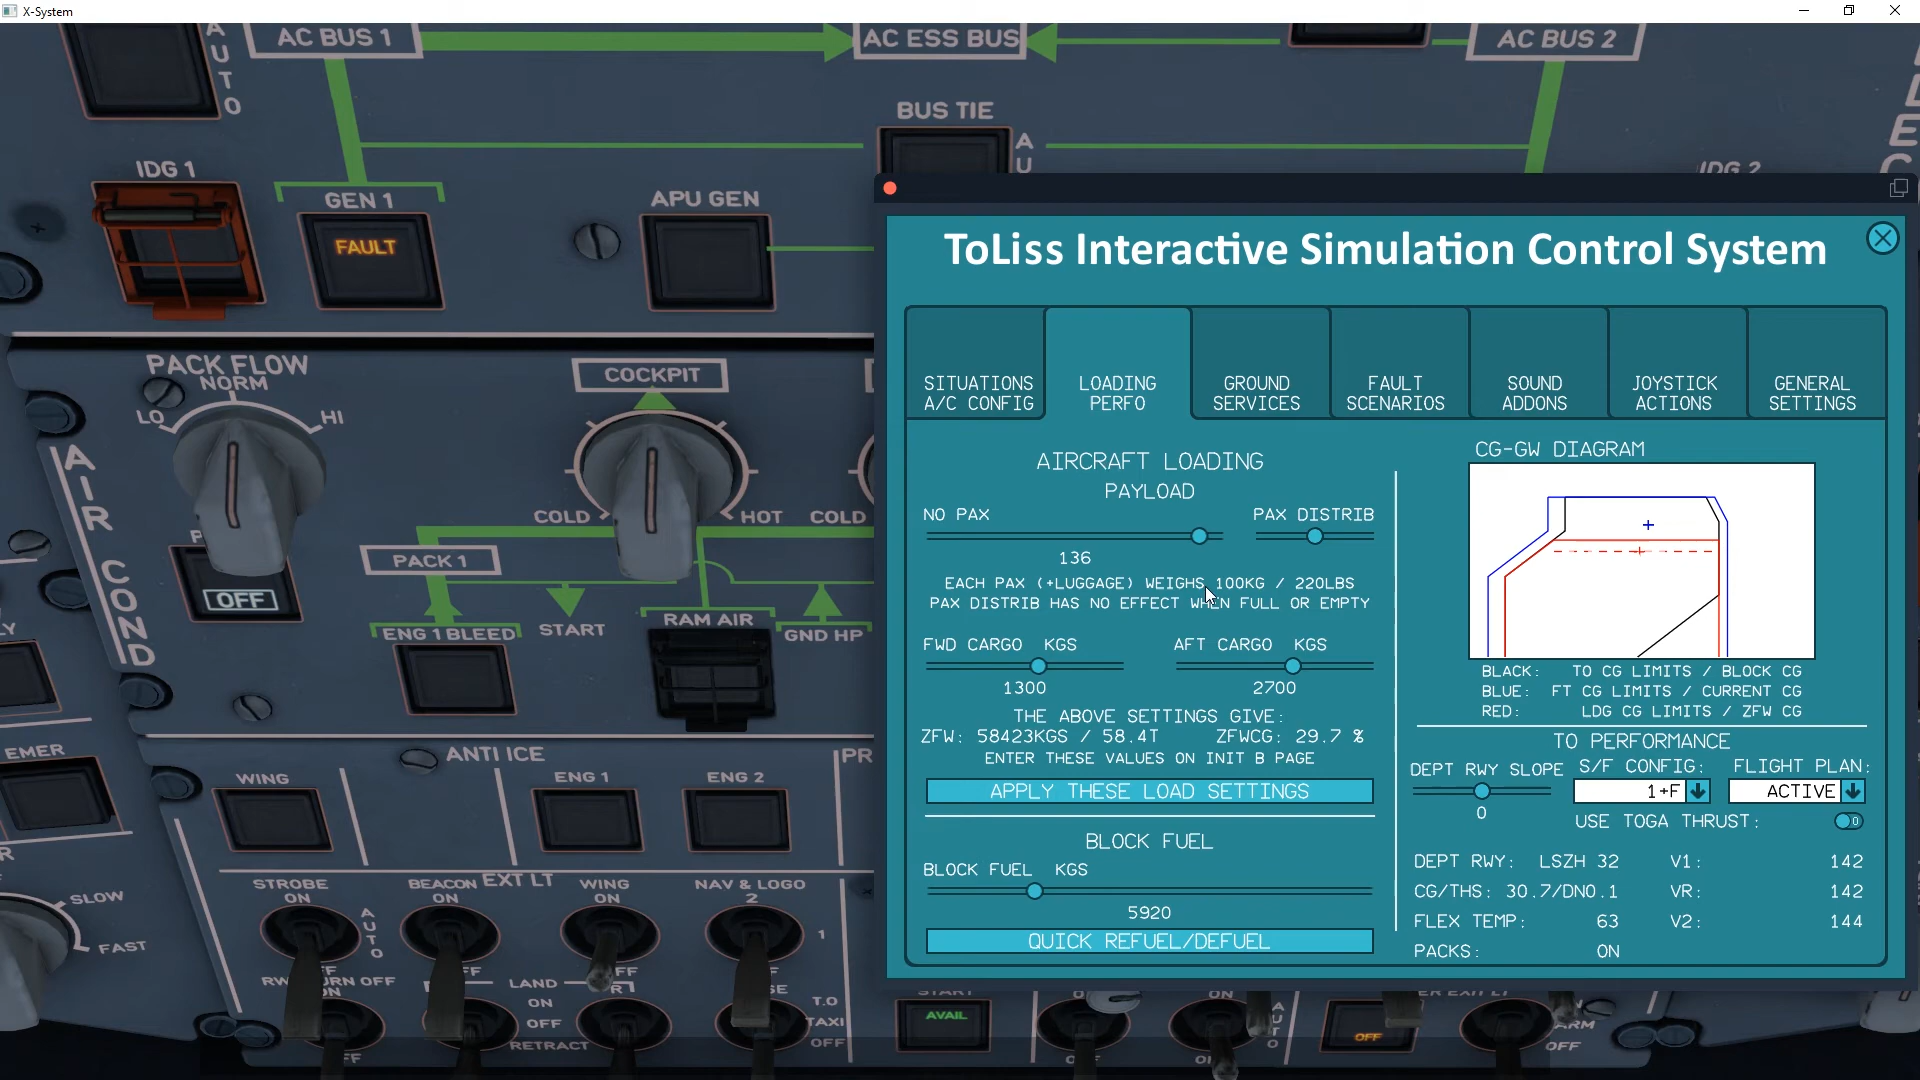 X-System
AC BUS 1
AC ESS BUS
AC BUS 2
AUTO
BUS TIE
AU
IDG 1
GEN 1
FAULT
APU GEN
IDG 2
PACK FLOW
NORM
LO
HI
COCKPIT
AIR COND
COLD
HOT
COLD
PACK 1
OFF
ENG 1 BLEED
START
RAM AIR
GND HP
EMER
ANTI ICE
WING
ENG 1
ENG 2
EXT LT
STROBE
ON
BEACON
ON
WING
ON
NAV & LOGO
2
1
AUTO
SLOW
FAST
LAND
ON
OFF
RETRACT
T.O
TAXI
OFF
AVAIL
OFF
OFF
ToLiss Interactive Simulation Control System
SITUATIONS
A/C CONFIG
LOADING
PERFO
GROUND
SERVICES
FAULT
SCENARIOS
SOUND
ADDONS
JOYSTICK
ACTIONS
GENERAL
SETTINGS
AIRCRAFT LOADING
PAYLOAD
NO PAX
PAX DISTRIB
136
EACH PAX (+LUGGAGE) WEIGHS 100KG / 220LBS
PAX DISTRIB HAS NO EFFECT WHEN FULL OR EMPTY
FWD CARGO KGS
AFT CARGO KGS
1300
2700
THE ABOVE SETTINGS GIVE:
ZFW: 58423KGS / 58.4T ZFWCG: 29.7 %
ENTER THESE VALUES ON INIT B PAGE
APPLY THESE LOAD SETTINGS
BLOCK FUEL
BLOCK FUEL KGS
5920
QUICK REFUEL/DEFUEL
CG-GW DIAGRAM
BLACK: TO CG LIMITS / BLOCK CG
BLUE: FT CG LIMITS / CURRENT CG
RED: LDG CG LIMITS / ZFW CG
TO PERFORMANCE
DEPT RWY SLOPE
S/F CONFIG:
FLIGHT PLAN:
1+F
ACTIVE
0
USE TOGA THRUST:
0
DEPT RWY: LSZH 32 V1: 142
CG/THS: 30.7/DN0.1 VR: 142
FLEX TEMP: 63 V2: 144
PACKS: ON